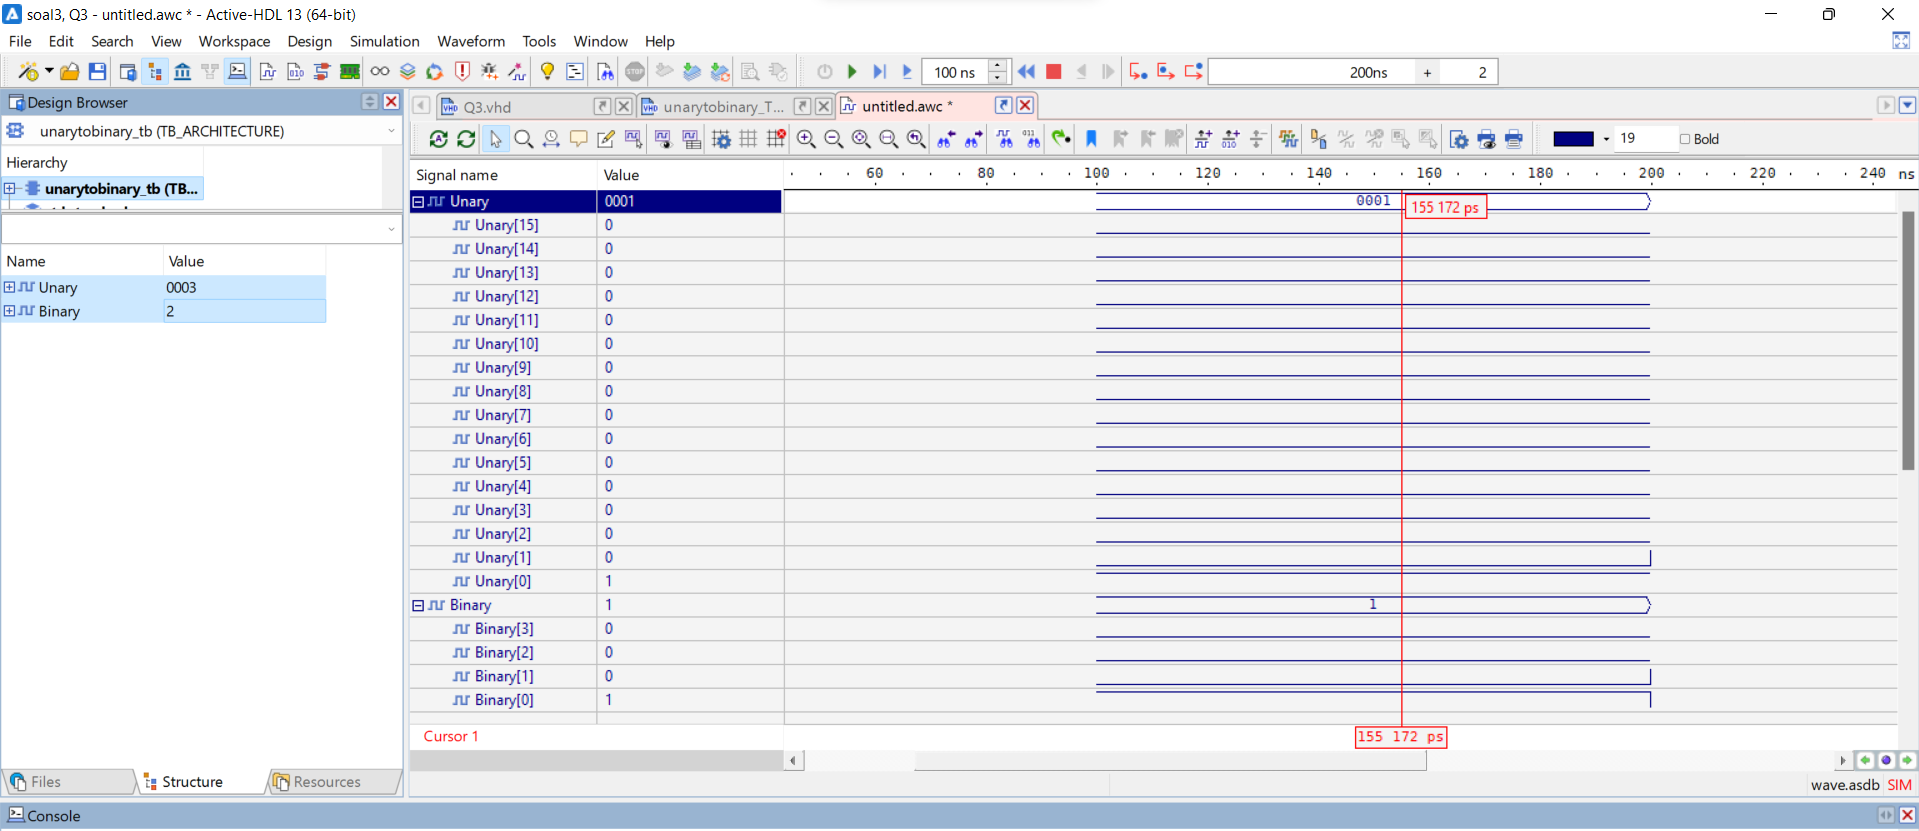 soal3, Q3 - untitled.awc * - Active-HDL 13 (64-bit)
File Edit Search View Workspace Design Simulation Waveform Tools Window Help
100 ns 200ns + 2
Design Browser
Q3.vhd unarytobinary_T... untitled.awc *
unarytobinary_tb (TB_ARCHITECTURE)
19 Bold
Hierarchy
unarytobinary_tb (TB...
Name Value
Unary 0003
Binary 2
Files Structure Resources
Signal name Value 60 80 100 120 140 160 180 200 220 240 ns
Unary 0001 0001 155 172 ps
Unary[15] 0
Unary[14] 0
Unary[13] 0
Unary[12] 0
Unary[11] 0
Unary[10] 0
Unary[9] 0
Unary[8] 0
Unary[7] 0
Unary[6] 0
Unary[5] 0
Unary[4] 0
Unary[3] 0
Unary[2] 0
Unary[1] 0
Unary[0] 1
Binary 1 1
Binary[3] 0
Binary[2] 0
Binary[1] 0
Binary[0] 1
Cursor 1 155 172 ps
wave.asdb SIM
Console